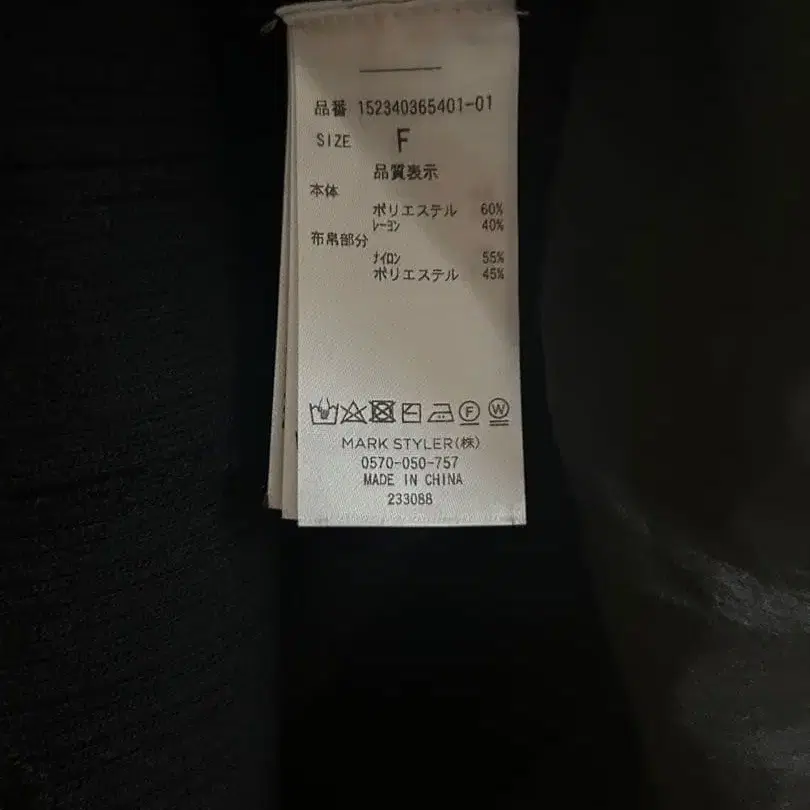 品番 152340365401-01
SIZE F
品質表示
本体
ポリエステル 60%
ﾚｰﾖﾝ 40%
布帛部分
ﾅｲﾛﾝ 55%
ポリエステル 45%
F W
MARK STYLER(株)
0570-050-757
MADE IN CHINA
233088